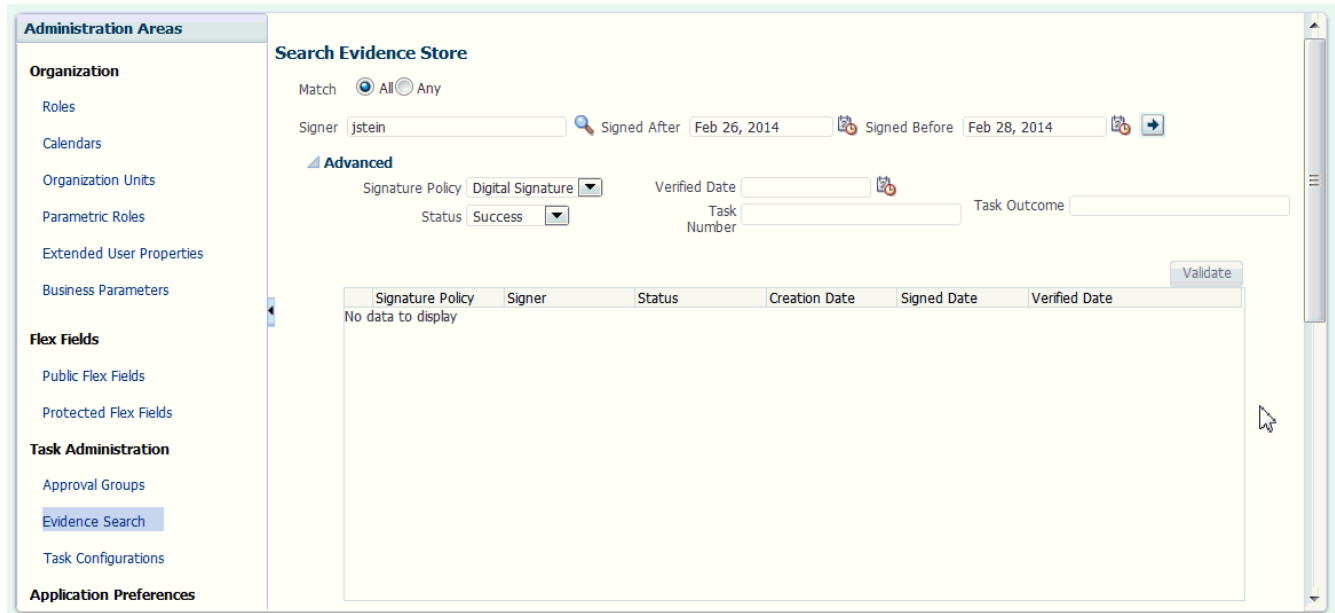 Administration Areas
Organization
Roles
Calendars
Organization Units
Parametric Roles
Extended User Properties
Business Parameters
Flex Fields
Public Flex Fields
Protected Flex Fields
Task Administration
Approval Groups
Evidence Search
Task Configurations
Application Preferences
Search Evidence Store
Match All Any
Signer jstein Signed After Feb 26, 2014 Signed Before Feb 28, 2014
Advanced
Signature Policy Digital Signature Verified Date
Status Success Task Number Task Outcome
Validate
Signature Policy Signer Status Creation Date Signed Date Verified Date
No data to display